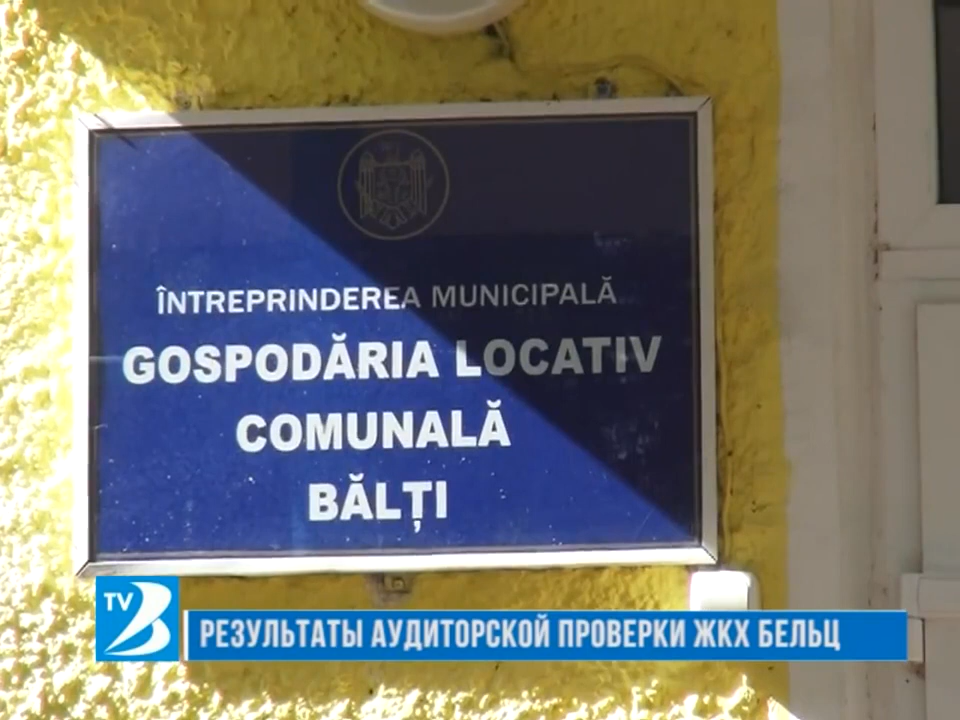 ÎNTREPRINDEREA MUNICIPALĂ
GOSPODĂRIA LOCATIV
COMUNALĂ
BĂLȚI
TV B
РЕЗУЛЬТАТЫ АУДИТОРСКОЙ ПРОВЕРКИ ЖКХ БЕЛЬЦ